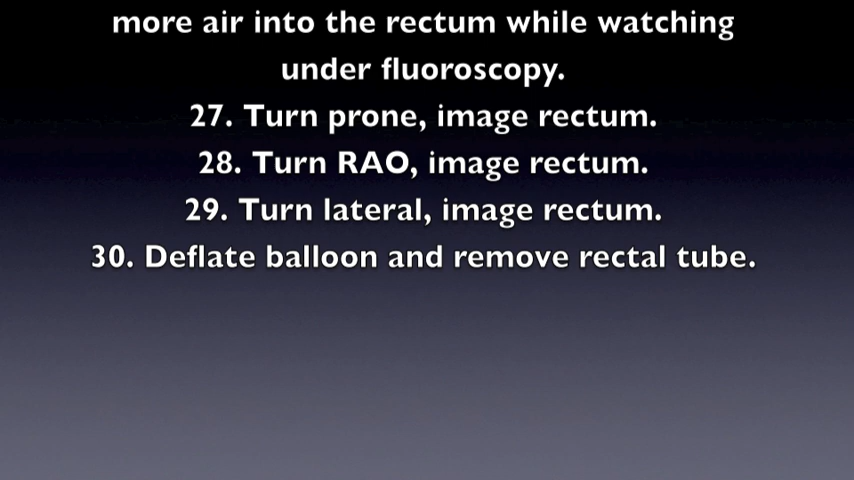 more air into the rectum while watching
under fluoroscopy.
27. Turn prone, image rectum.
28. Turn RAO, image rectum.
29. Turn lateral, image rectum.
30. Deflate balloon and remove rectal tube.